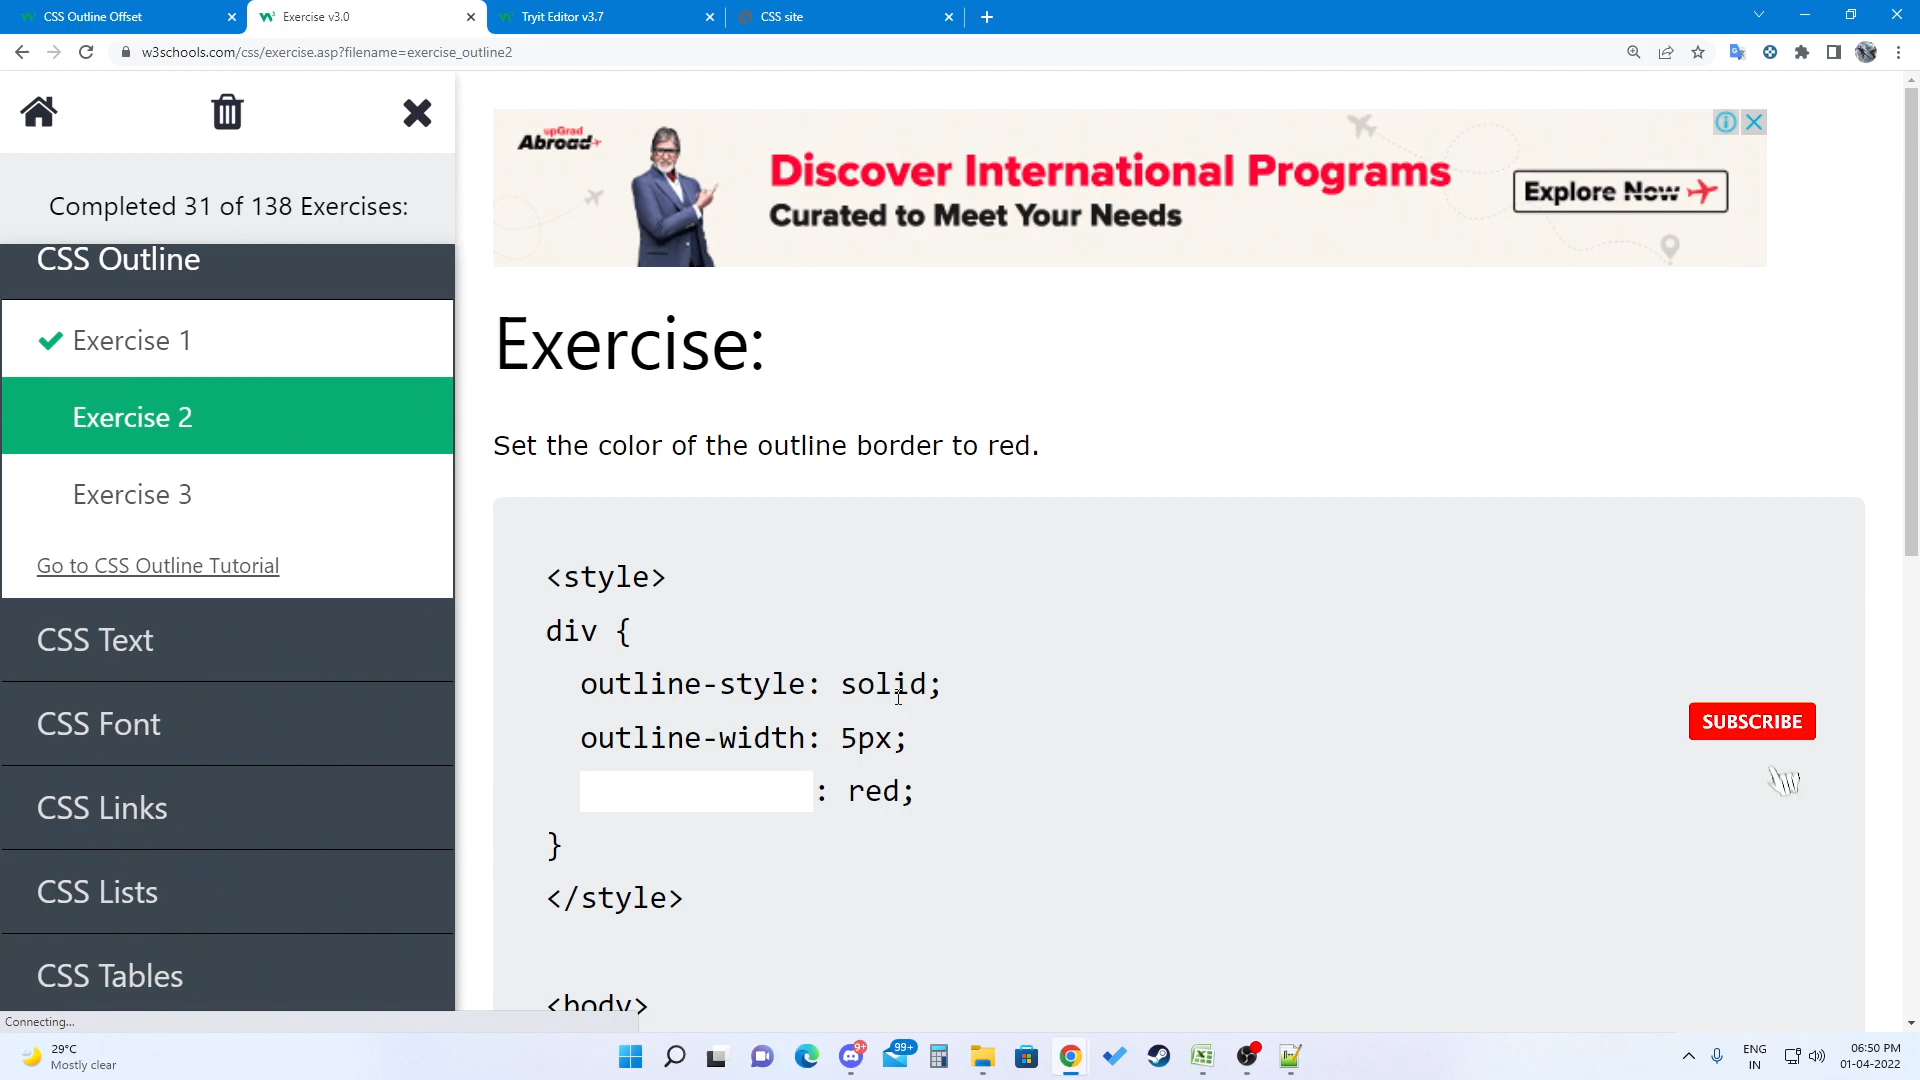 CSS Outline Offset
Exercise v3.0
Tryit Editor v3.7
CSS site
w3schools.com/css/exercise.asp?filename=exercise_outline2
Completed 31 of 138 Exercises:
CSS Outline
Exercise 1
Exercise 2
Exercise 3
Go to CSS Outline Tutorial
CSS Text
CSS Font
CSS Links
CSS Lists
CSS Tables
Connecting...
upGrad
Abroad
Discover International Programs
Curated to Meet Your Needs
Explore Now
Exercise:
Set the color of the outline border to red.
<style>
div {
outline-style: solid;
outline-width: 5px;
: red;
}
</style>
<body>
SUBSCRIBE
29°C
Mostly clear
9+
99+
ENG
IN
06:50 PM
01-04-2022